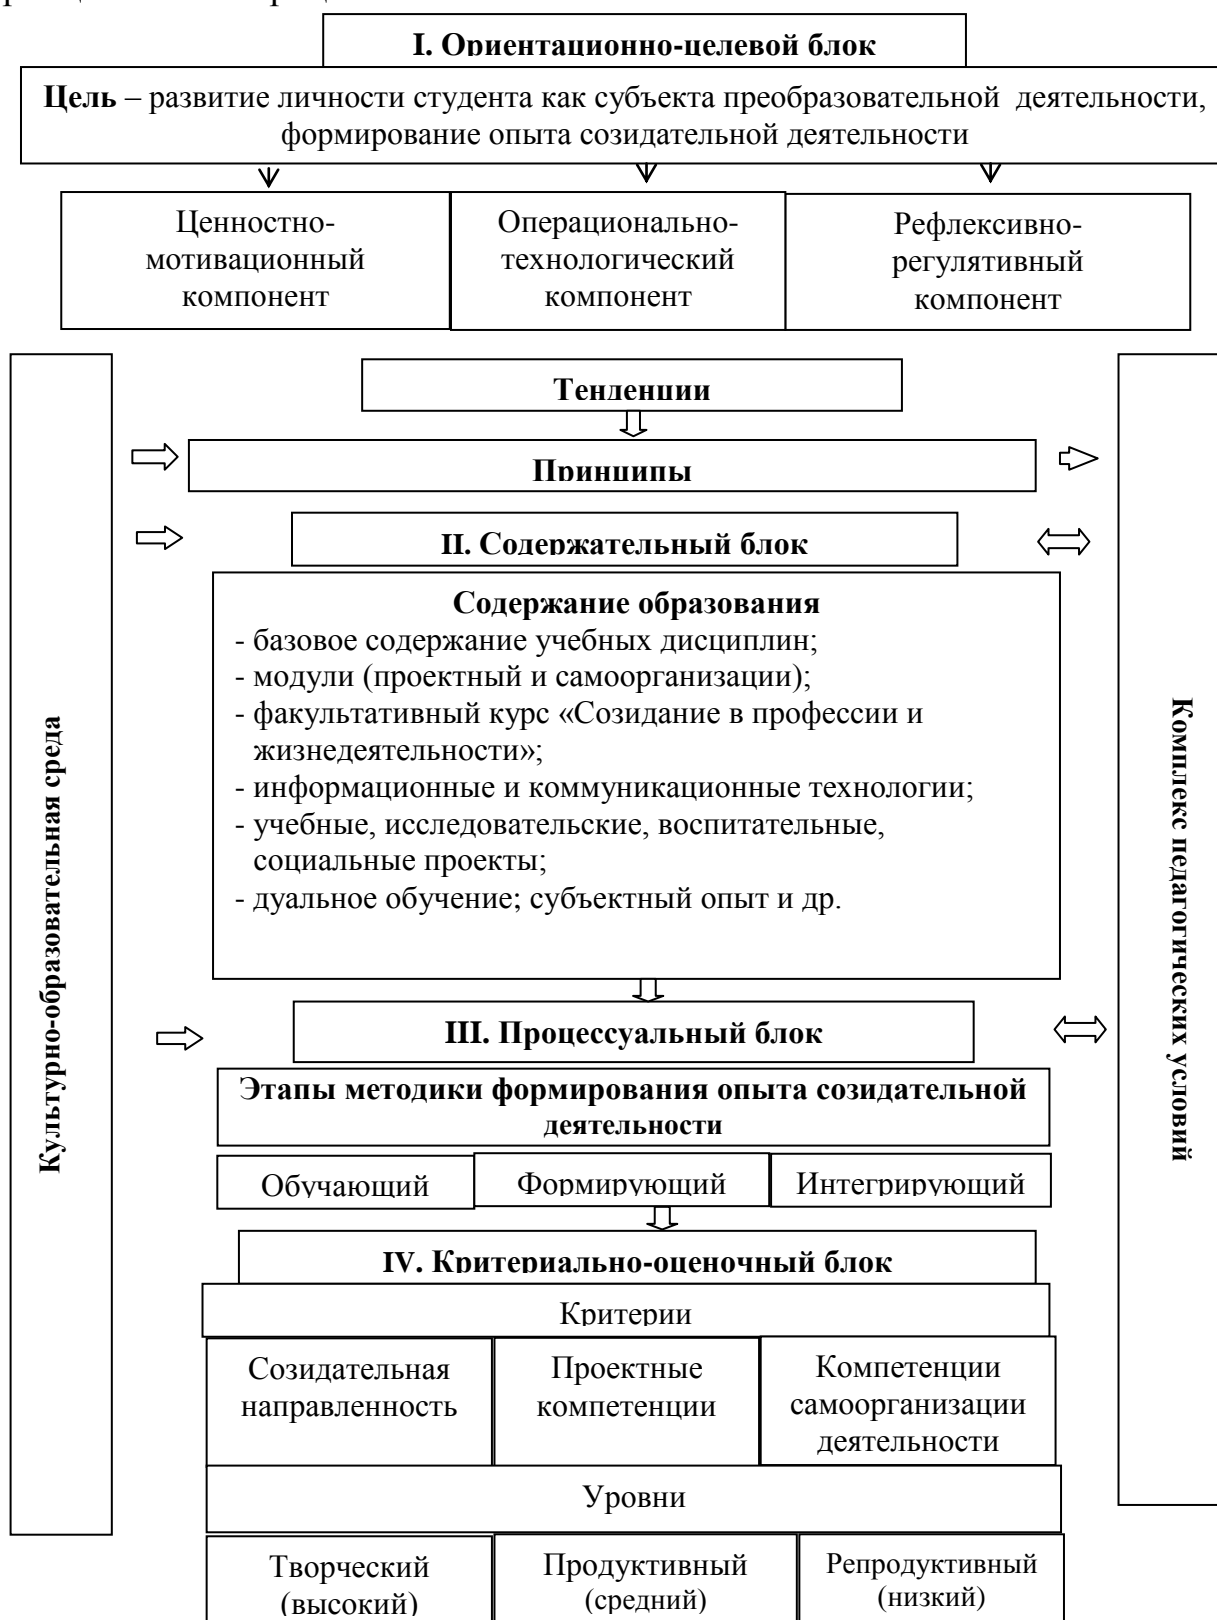 I. Ориентационно-целевой блок
Цель – развитие личности студента как субъекта преобразовательной деятельности,
формирование опыта созидательной деятельности
Ценностно-
мотивационный
компонент
Операционально-
технологический
компонент
Рефлексивно-
регулятивный
компонент
Тенденции
Принципы
II. Содержательный блок
Содержание образования
- базовое содержание учебных дисциплин;
- модули (проектный и самоорганизации);
- факультативный курс «Созидание в профессии и
жизнедеятельности»;
- информационные и коммуникационные технологии;
- учебные, исследовательские, воспитательные,
социальные проекты;
- дуальное обучение; субъектный опыт и др.
Культурно-образовательная среда
Комплекс педагогических условий
III. Процессуальный блок
Этапы методики формирования опыта созидательной
деятельности
Обучающий
Формирующий
Интегрирующий
IV. Критериально-оценочный блок
Критерии
Созидательная
направленность
Проектные
компетенции
Компетенции
самоорганизации
деятельности
Уровни
Творческий
(высокий)
Продуктивный
(средний)
Репродуктивный
(низкий)